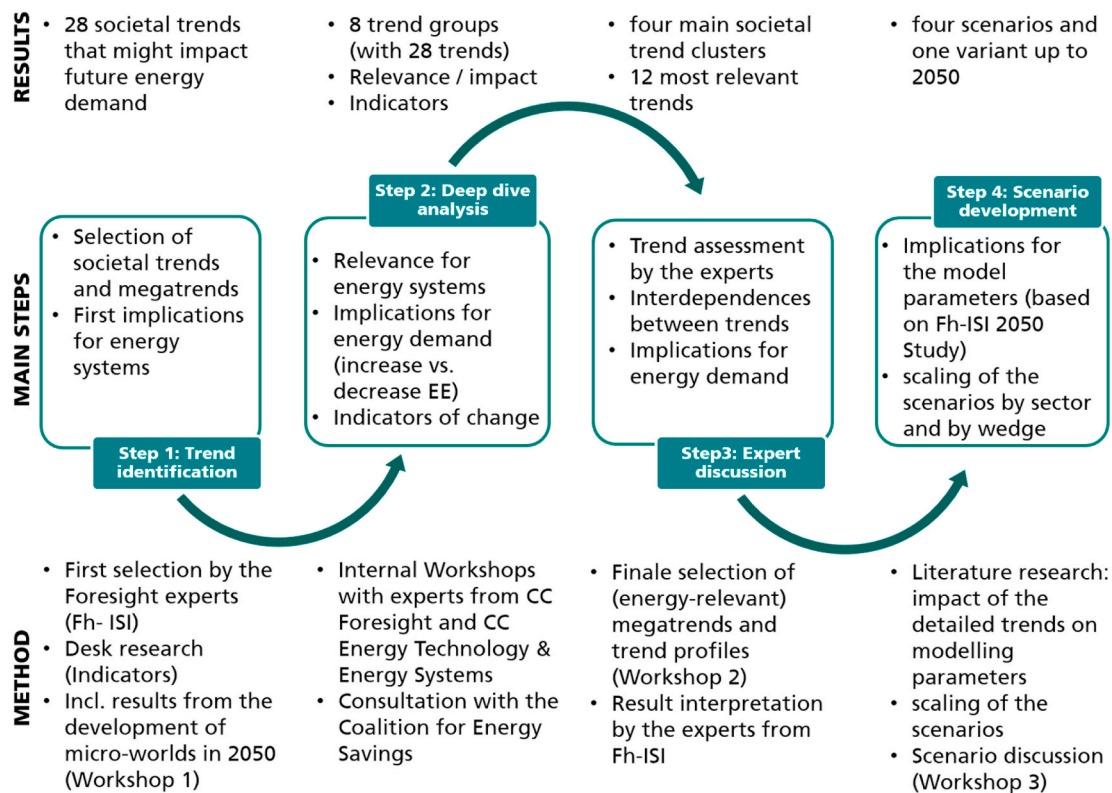 RESULTS
• 28 societal trends
that might impact
future energy
demand
• 8 trend groups
(with 28 trends)
• Relevance / impact
• Indicators
• four main societal
trend clusters
• 12 most relevant
trends
• four scenarios and
one variant up to
2050
MAIN STEPS
• Selection of
societal trends
and megatrends
• First implications
for energy
systems
Step 1: Trend
identification
Step 2: Deep dive
analysis
• Relevance for
energy systems
• Implications for
energy demand
(increase vs.
decrease EE)
• Indicators of change
• Trend assessment
by the experts
• Interdependences
between trends
• Implications for
energy demand
Step3: Expert
discussion
Step 4: Scenario
development
• Implications for
the model
parameters (based
on Fh-ISI 2050
Study)
• scaling of the
scenarios by sector
and by wedge
METHOD
• First selection by the
Foresight experts
(Fh- ISI)
• Desk research
(Indicators)
• Incl. results from the
development of
micro-worlds in 2050
(Workshop 1)
• Internal Workshops
with experts from CC
Foresight and CC
Energy Technology &
Energy Systems
• Consultation with the
Coalition for Energy
Savings
• Finale selection of
(energy-relevant)
megatrends and
trend profiles
(Workshop 2)
• Result interpretation
by the experts from
Fh-ISI
• Literature research:
impact of the
detailed trends on
modelling
parameters
• scaling of the
scenarios
• Scenario discussion
(Workshop 3)